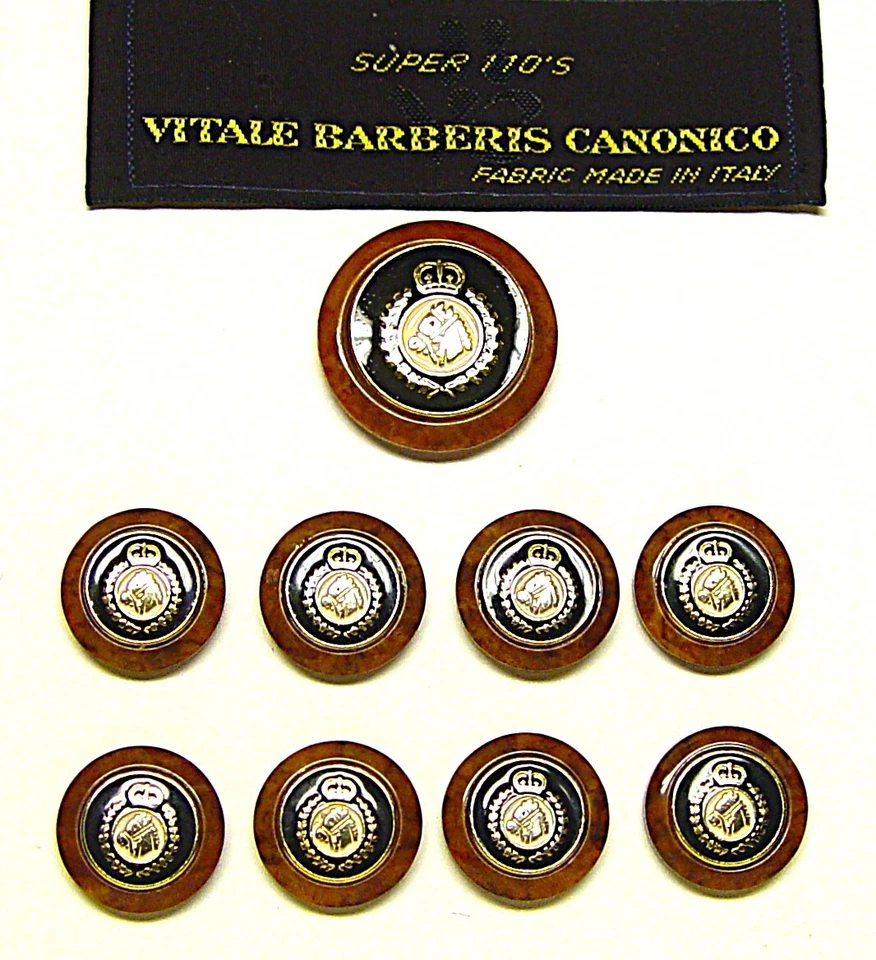 SUPER 110'S
VITALE BARBERIS CANONICO
FABRIC MADE IN ITALY